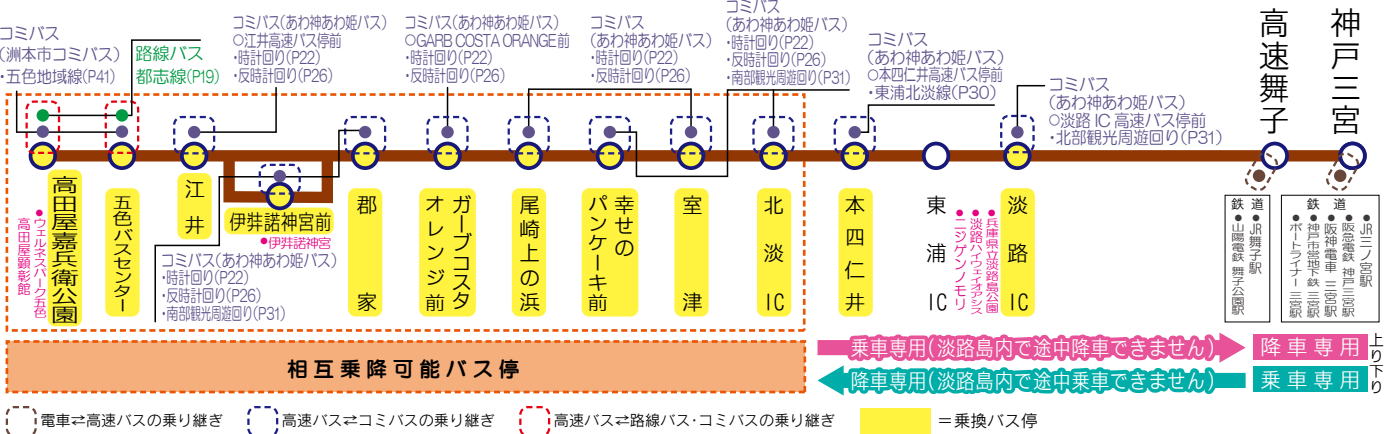 コミバス
(洲本市コミバス)
・五色地域線(P41)
路線バス
都志線(P19)
コミバス(あわ神あわ姫バス)
○江井高速バス停前
・時計回り(P22)
・反時計回り(P26)
コミバス(あわ神あわ姫バス)
○GARB COSTA ORANGE前
・時計回り(P22)
・反時計回り(P26)
コミバス
(あわ神あわ姫バス)
・時計回り(P22)
・反時計回り(P26)
コミバス
(あわ神あわ姫バス)
・時計回り(P22)
・反時計回り(P26)
・南部観光周遊回り(P31)
コミバス
(あわ神あわ姫バス)
○本四仁井高速バス停前
・東浦北淡線(P30)
コミバス
(あわ神あわ姫バス)
○淡路IC高速バス停前
・北部観光周遊回り(P31)
高速舞子
神戸三宮
高田屋嘉兵衛公園
●ウェルネスパーク五色
高田屋顕彰館
五色バスセンター
江井
伊弉諾神宮前
●伊弉諾神宮
コミバス(あわ神あわ姫バス)
・時計回り(P22)
・反時計回り(P26)
・南部観光周遊回り(P31)
郡家
ガーブコスタ
オレンジ前
尾崎上の浜
幸せの
パンケーキ前
室津
北淡IC
本四仁井
東浦IC
●兵庫県立淡路島公園
●淡路ハイウェイオアシス
●ニジゲンノモリ
淡路IC
鉄道
●JR舞子駅
●山陽電鉄 舞子公園駅
鉄道
●JR三ノ宮駅
●阪急電鉄 神戸三宮駅
●阪神電車 三宮駅
●神戸市営地下鉄 三宮駅
●ポートライナー 三宮駅
相互乗降可能バス停
乗車専用(淡路島内で途中降車できません)
降車専用
上り
降車専用(淡路島内で途中乗車できません)
乗車専用
下り
電車⇄高速バスの乗り継ぎ
高速バス⇄コミバスの乗り継ぎ
高速バス⇄路線バス・コミバスの乗り継ぎ
=乗換バス停